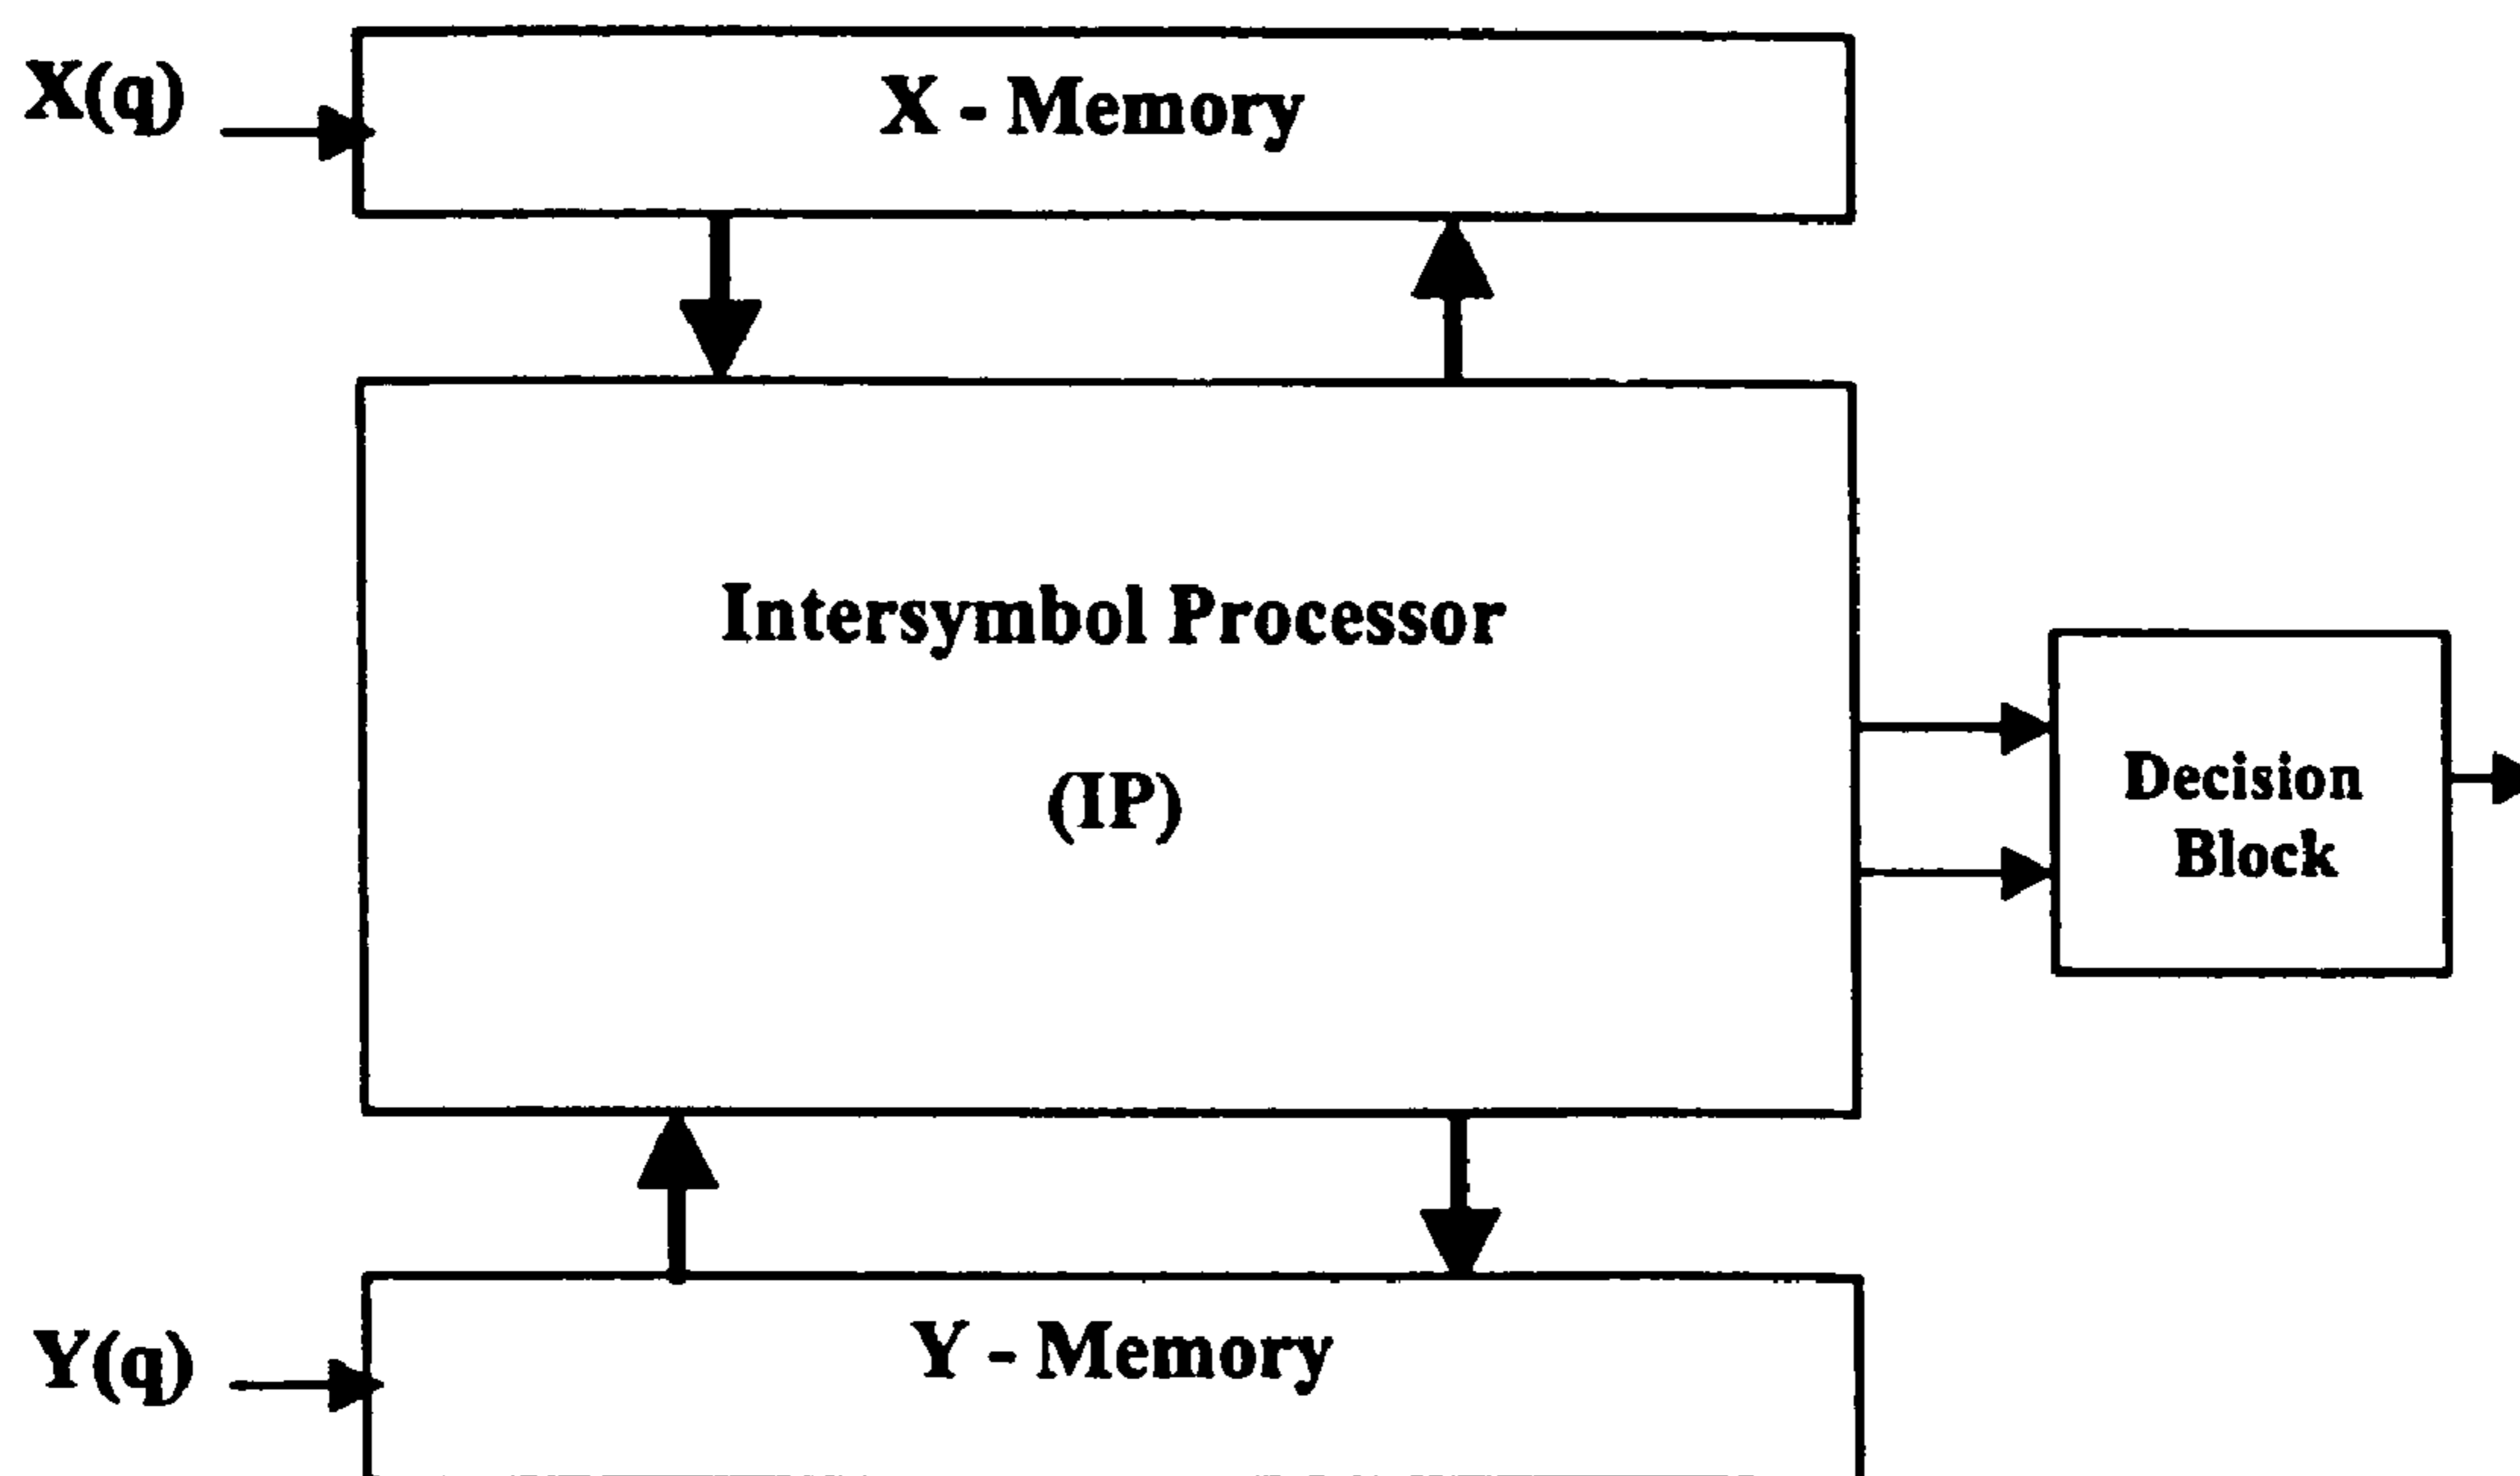 X(q)
X - Memory
Intersymbol Processor
(IP)
Decision
Block
Y(q)
Y - Memory